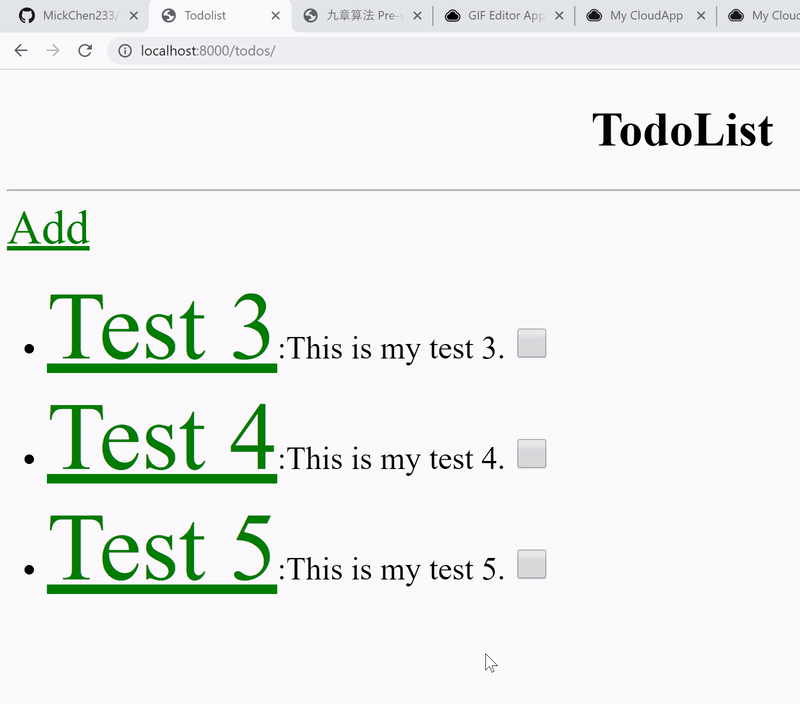 MickChen233/
Todolist
九章算法 Pre-
GIF Editor App
My CloudApp
My Cloud
localhost:8000/todos/
TodoList
Add
Test 3:This is my test 3.
Test 4:This is my test 4.
Test 5:This is my test 5.